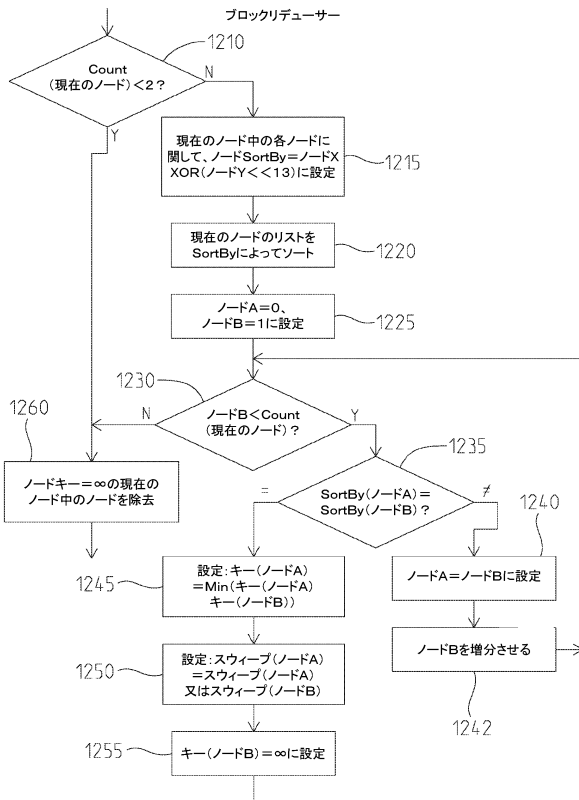 ブロックリデューサー
1210
Count
(現在のノード)<2?
N
Y
現在のノード中の各ノードに
関して、ノードSortBy=ノードX
XOR(ノードY<<13)に設定
1215
現在のノードのリストを
SortByによってソート
1220
ノードA=0、
ノードB=1に設定
1225
1230
ノードB<Count
(現在のノード)?
N
Y
1260
ノードキー=∞の現在の
ノード中のノードを除去
1235
SortBy(ノードA)=
SortBy(ノードB)?
=
≠
1240
ノードA=ノードBに設定
1245
設定:キー(ノードA)
=Min(キー(ノードA)
キー(ノードB))
ノードBを増分させる
1242
1250
設定:スウィープ(ノードA)
=スウィープ(ノードA)
又はスウィープ(ノードB)
1255
キー(ノードB)=∞に設定